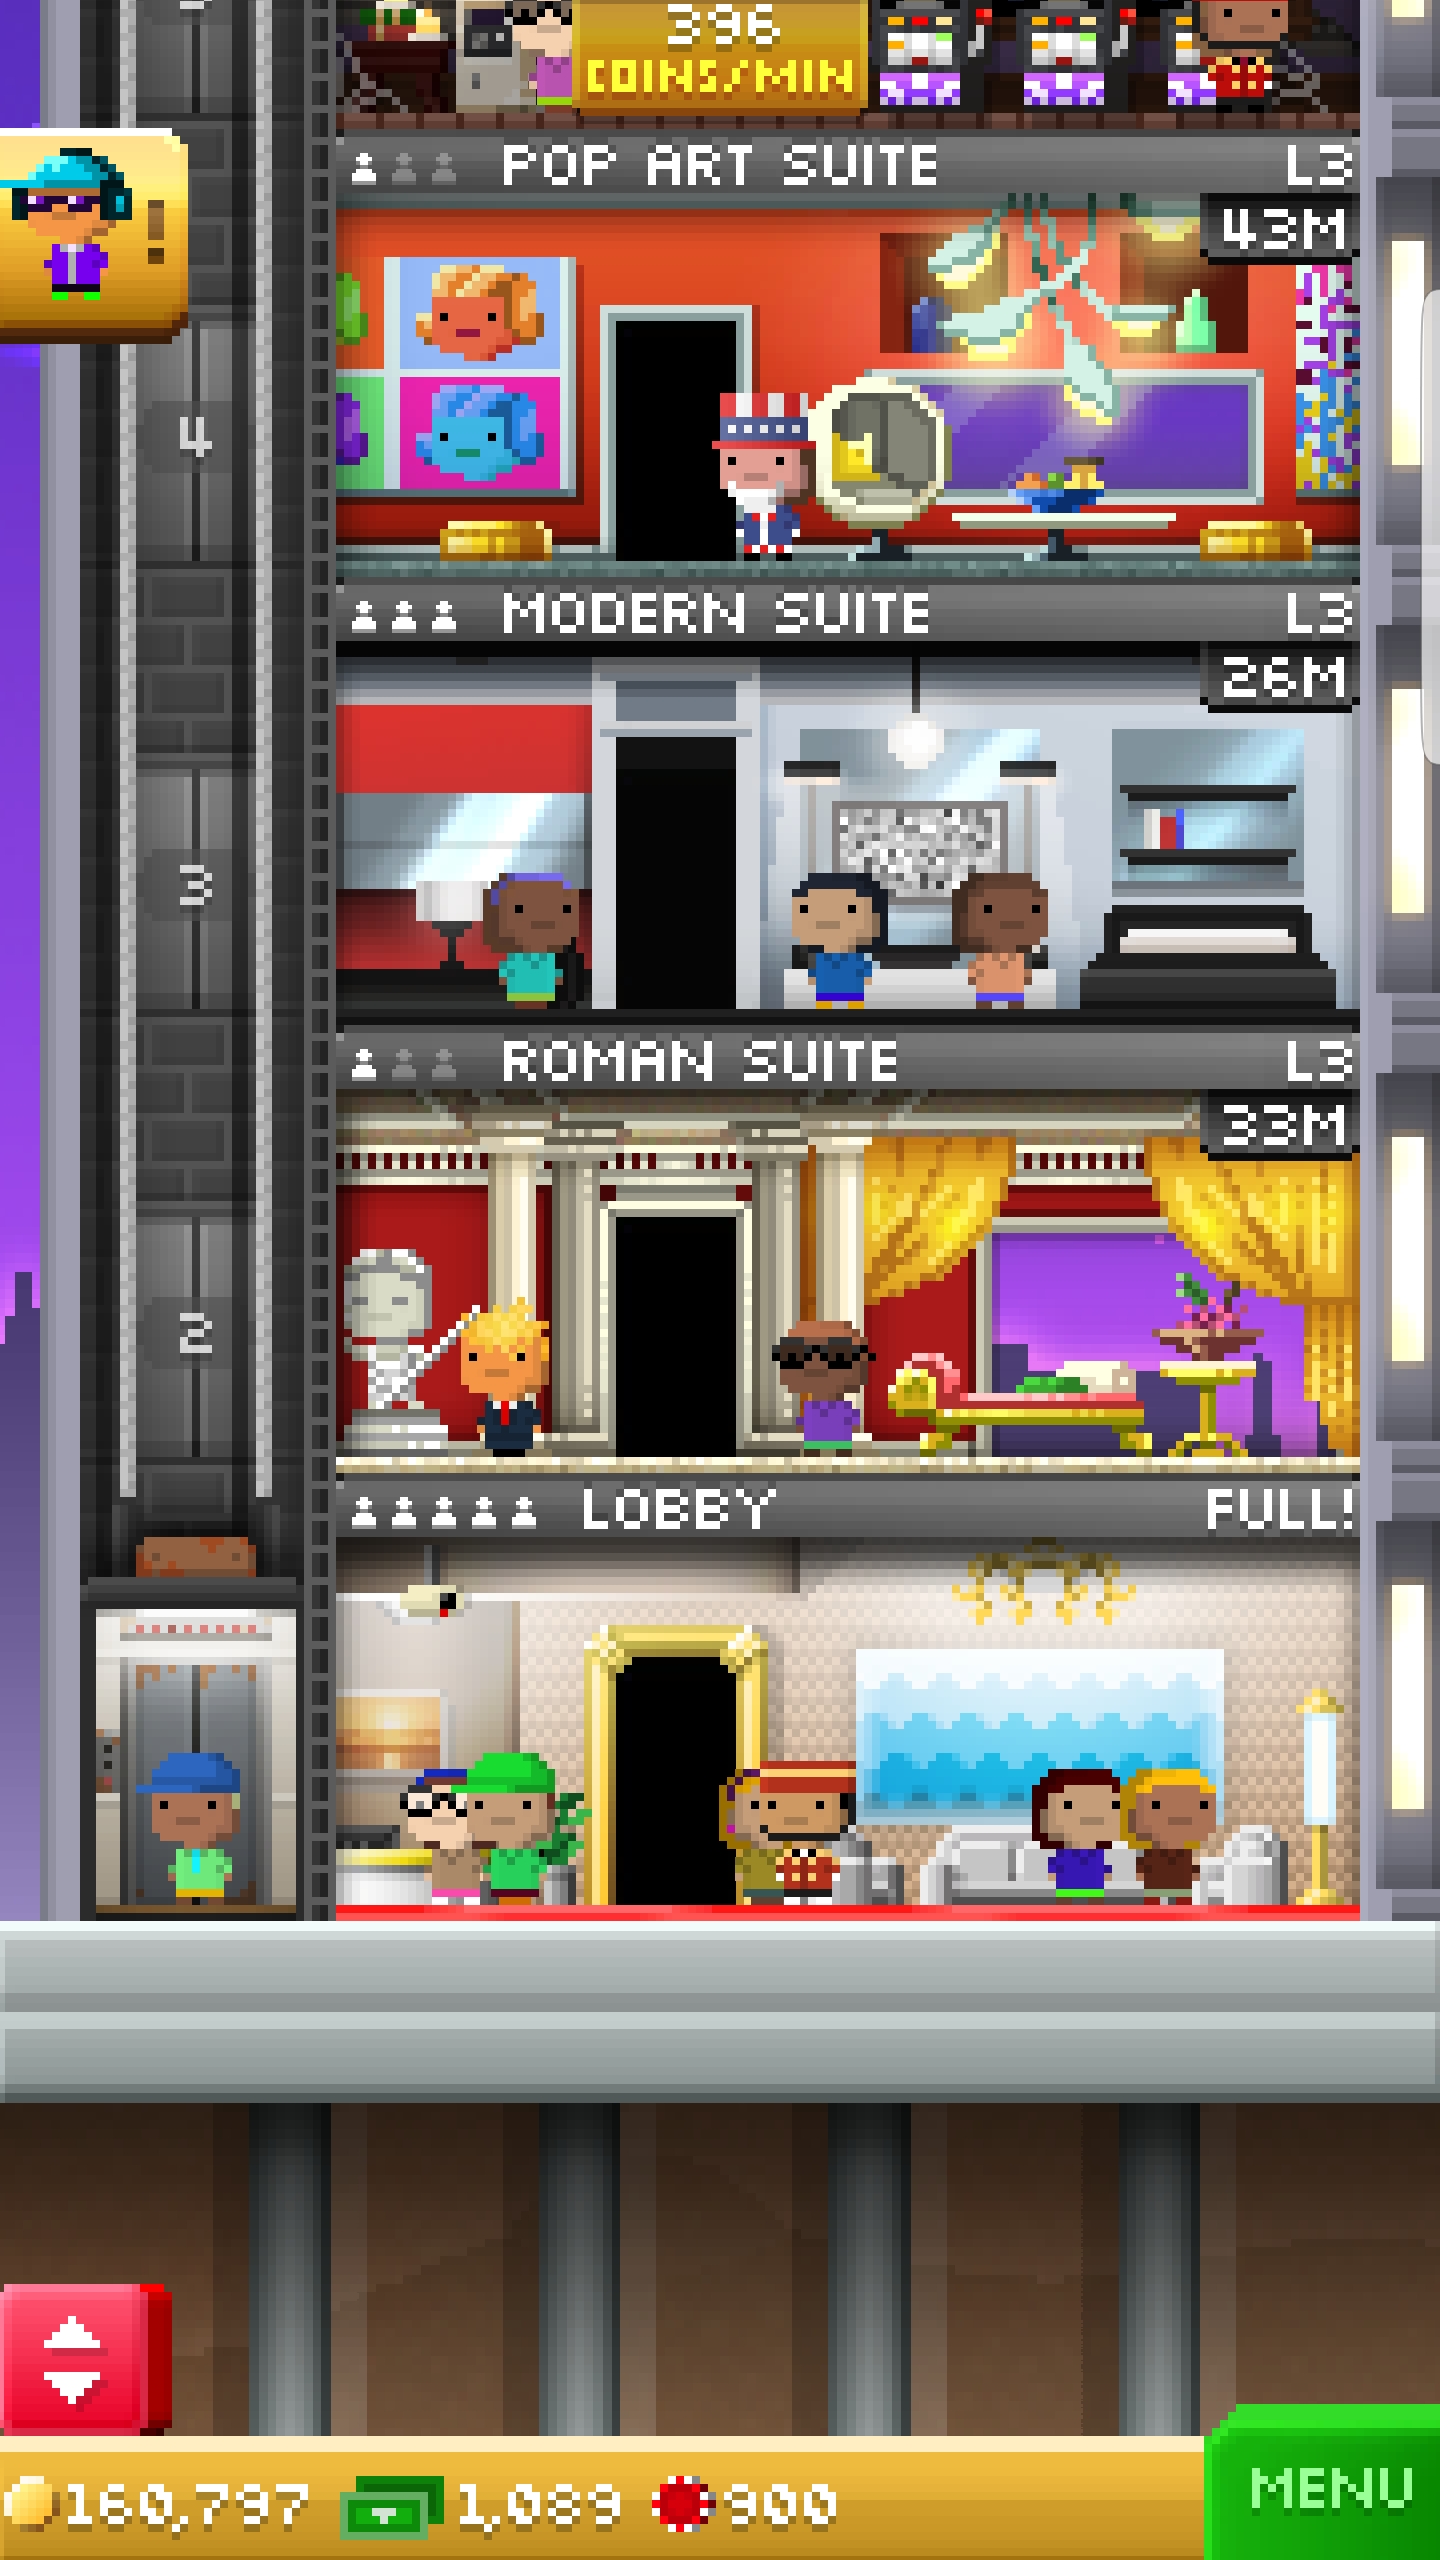 396
COINS/MIN
POP ART SUITE L3
43M
!
4
MODERN SUITE L3
26M
3
ROMAN SUITE L3
33M
2
LOBBY FULL!
160,797 1,089 900
MENU